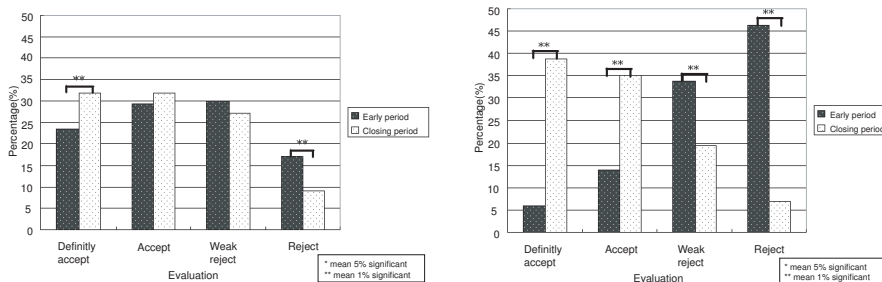 50
45
40
35
30
25
20
15
10
5
0
Percentage(%)
**
**
Early period
Closing period
Definitly
accept
Accept
Weak
reject
Reject
Evaluation
* mean 5% significant
** mean 1% significant
50
45
40
35
30
25
20
15
10
5
0
Percentage(%)
**
**
**
**
Early period
Closing period
Definitly
accept
Accept
Weak
reject
Reject
Evaluation
* mean 5% significant
** mean 1% significant